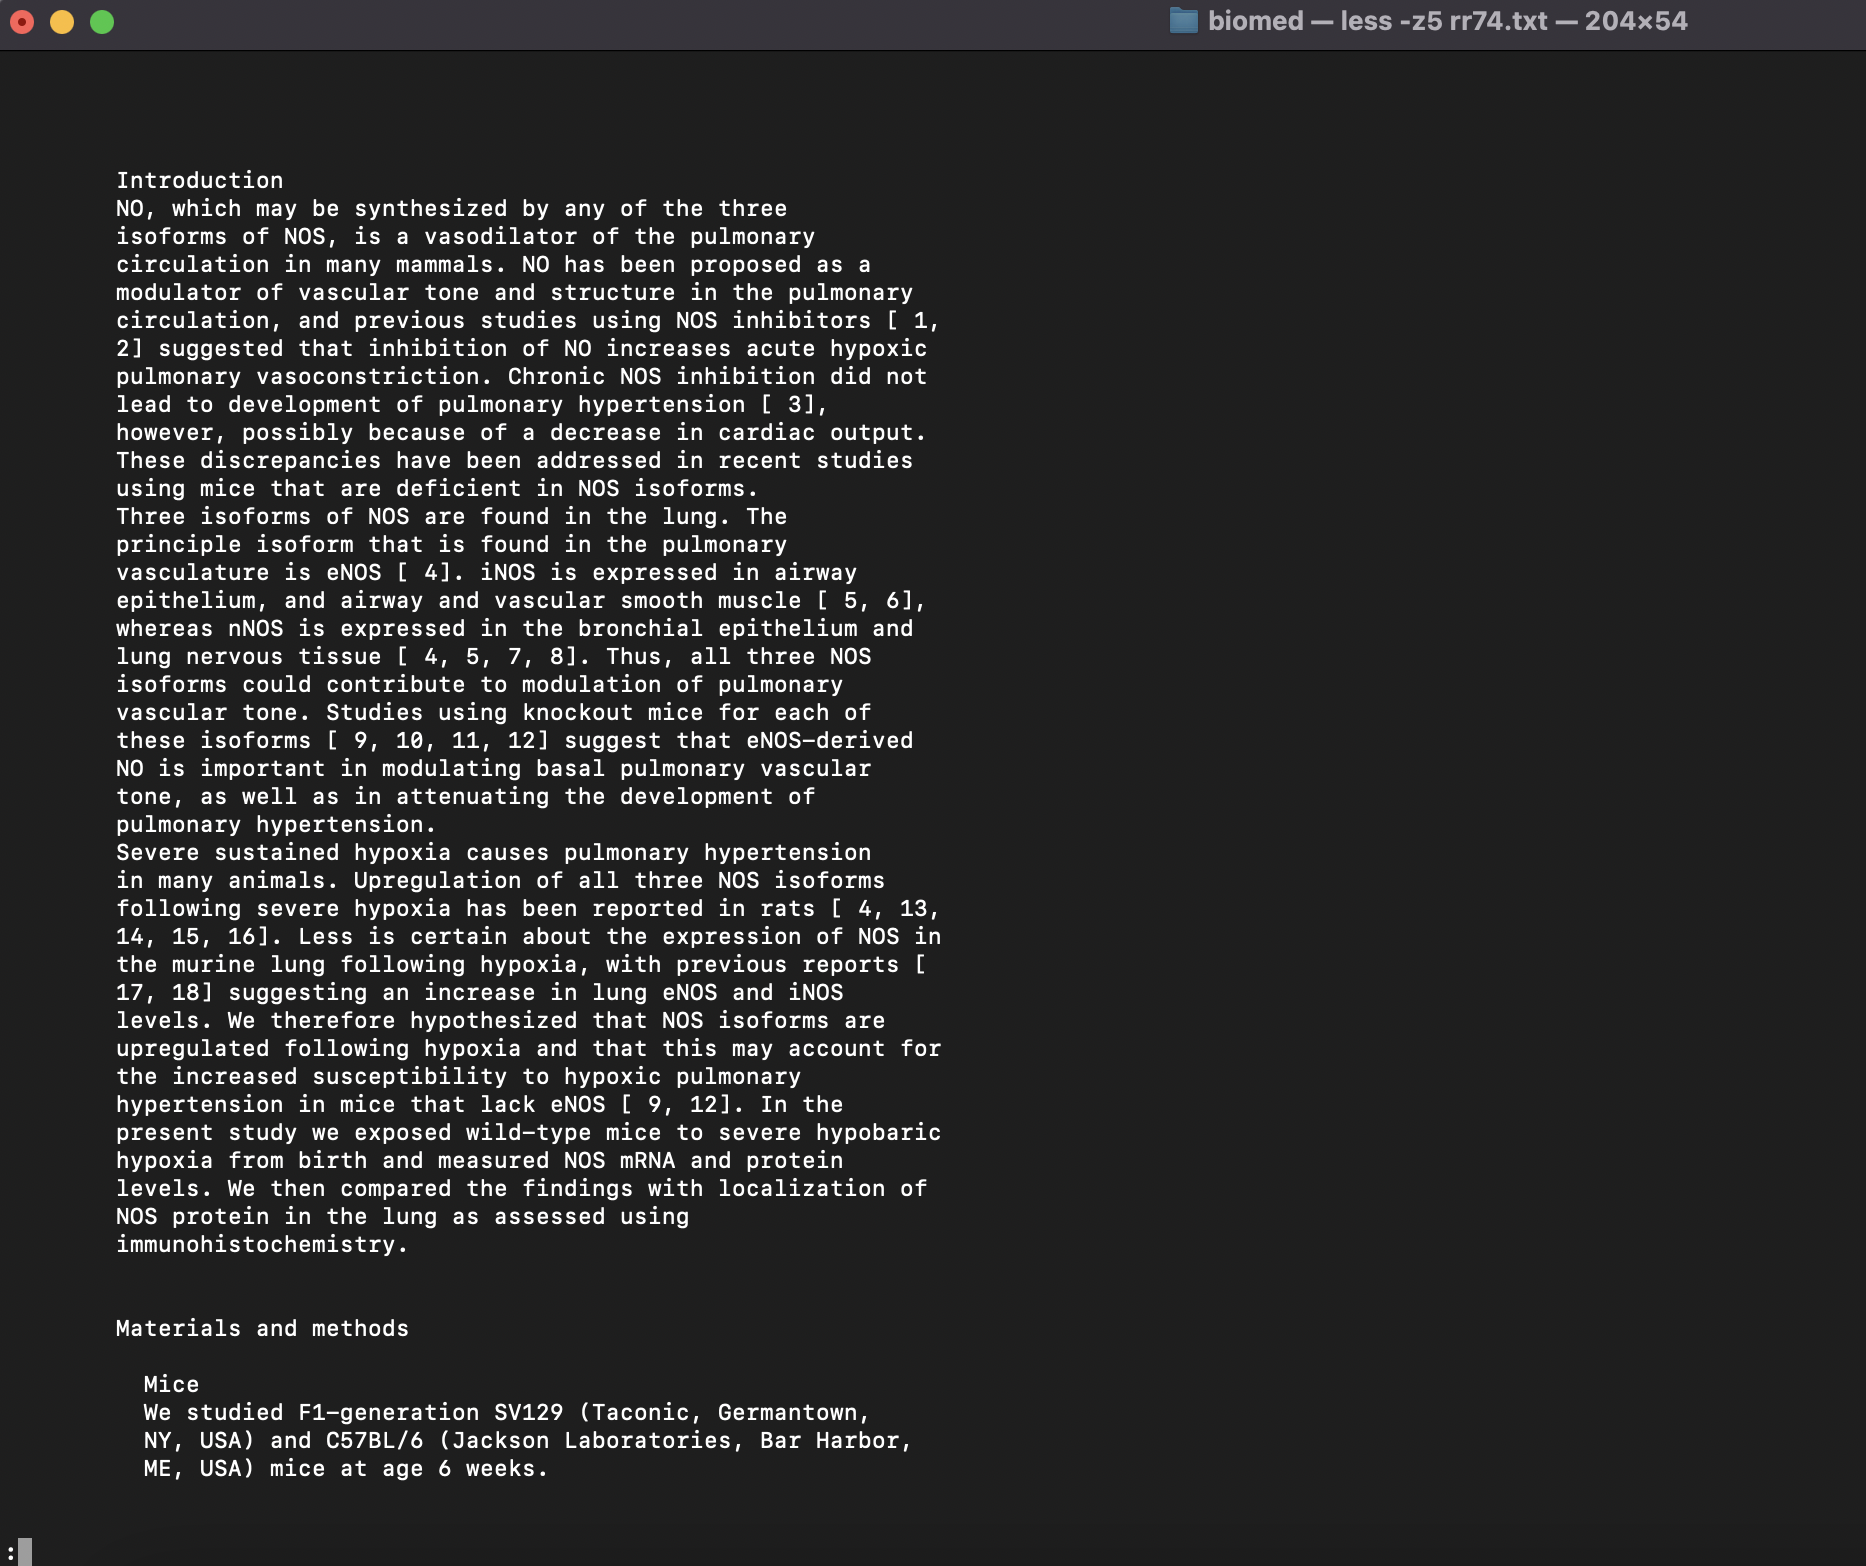 biomed — less -z5 rr74.txt — 204×54
Introduction
NO, which may be synthesized by any of the three
isoforms of NOS, is a vasodilator of the pulmonary
circulation in many mammals. NO has been proposed as a
modulator of vascular tone and structure in the pulmonary
circulation, and previous studies using NOS inhibitors [ 1,
2] suggested that inhibition of NO increases acute hypoxic
pulmonary vasoconstriction. Chronic NOS inhibition did not
lead to development of pulmonary hypertension [ 3],
however, possibly because of a decrease in cardiac output.
These discrepancies have been addressed in recent studies
using mice that are deficient in NOS isoforms.
Three isoforms of NOS are found in the lung. The
principle isoform that is found in the pulmonary
vasculature is eNOS [ 4]. iNOS is expressed in airway
epithelium, and airway and vascular smooth muscle [ 5, 6],
whereas nNOS is expressed in the bronchial epithelium and
lung nervous tissue [ 4, 5, 7, 8]. Thus, all three NOS
isoforms could contribute to modulation of pulmonary
vascular tone. Studies using knockout mice for each of
these isoforms [ 9, 10, 11, 12] suggest that eNOS-derived
NO is important in modulating basal pulmonary vascular
tone, as well as in attenuating the development of
pulmonary hypertension.
Severe sustained hypoxia causes pulmonary hypertension
in many animals. Upregulation of all three NOS isoforms
following severe hypoxia has been reported in rats [ 4, 13,
14, 15, 16]. Less is certain about the expression of NOS in
the murine lung following hypoxia, with previous reports [
17, 18] suggesting an increase in lung eNOS and iNOS
levels. We therefore hypothesized that NOS isoforms are
upregulated following hypoxia and that this may account for
the increased susceptibility to hypoxic pulmonary
hypertension in mice that lack eNOS [ 9, 12]. In the
present study we exposed wild-type mice to severe hypobaric
hypoxia from birth and measured NOS mRNA and protein
levels. We then compared the findings with localization of
NOS protein in the lung as assessed using
immunohistochemistry.
Materials and methods
Mice
We studied F1-generation SV129 (Taconic, Germantown,
NY, USA) and C57BL/6 (Jackson Laboratories, Bar Harbor,
ME, USA) mice at age 6 weeks.
: